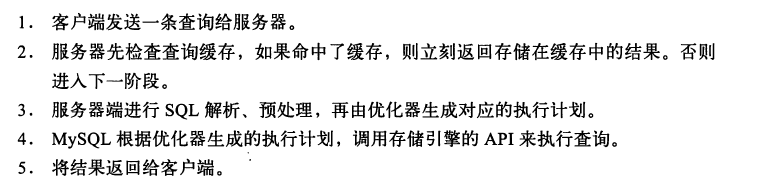 1. 客户端发送一条查询给服务器。
2. 服务器先检查查询缓存，如果命中了缓存，则立刻返回存储在缓存中的结果。否则
进入下一阶段。
3. 服务器端进行 SQL 解析、预处理，再由优化器生成对应的执行计划。
4. MySQL 根据优化器生成的执行计划，调用存储引擎的 API 来执行查询。
5. 将结果返回给客户端。